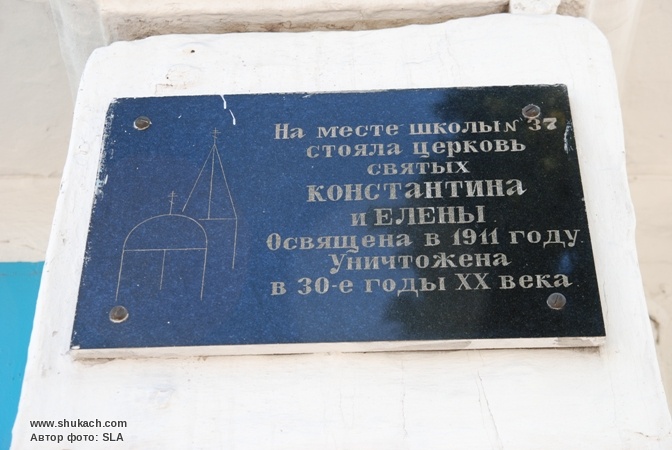 На месте школы № 37
стояла церковь
святых
КОНСТАНТИНА
и ЕЛЕНЫ
Освящена в 1911 году
Уничтожена
в 30-е годы XX века
www.shukach.com
Автор фото: SLA